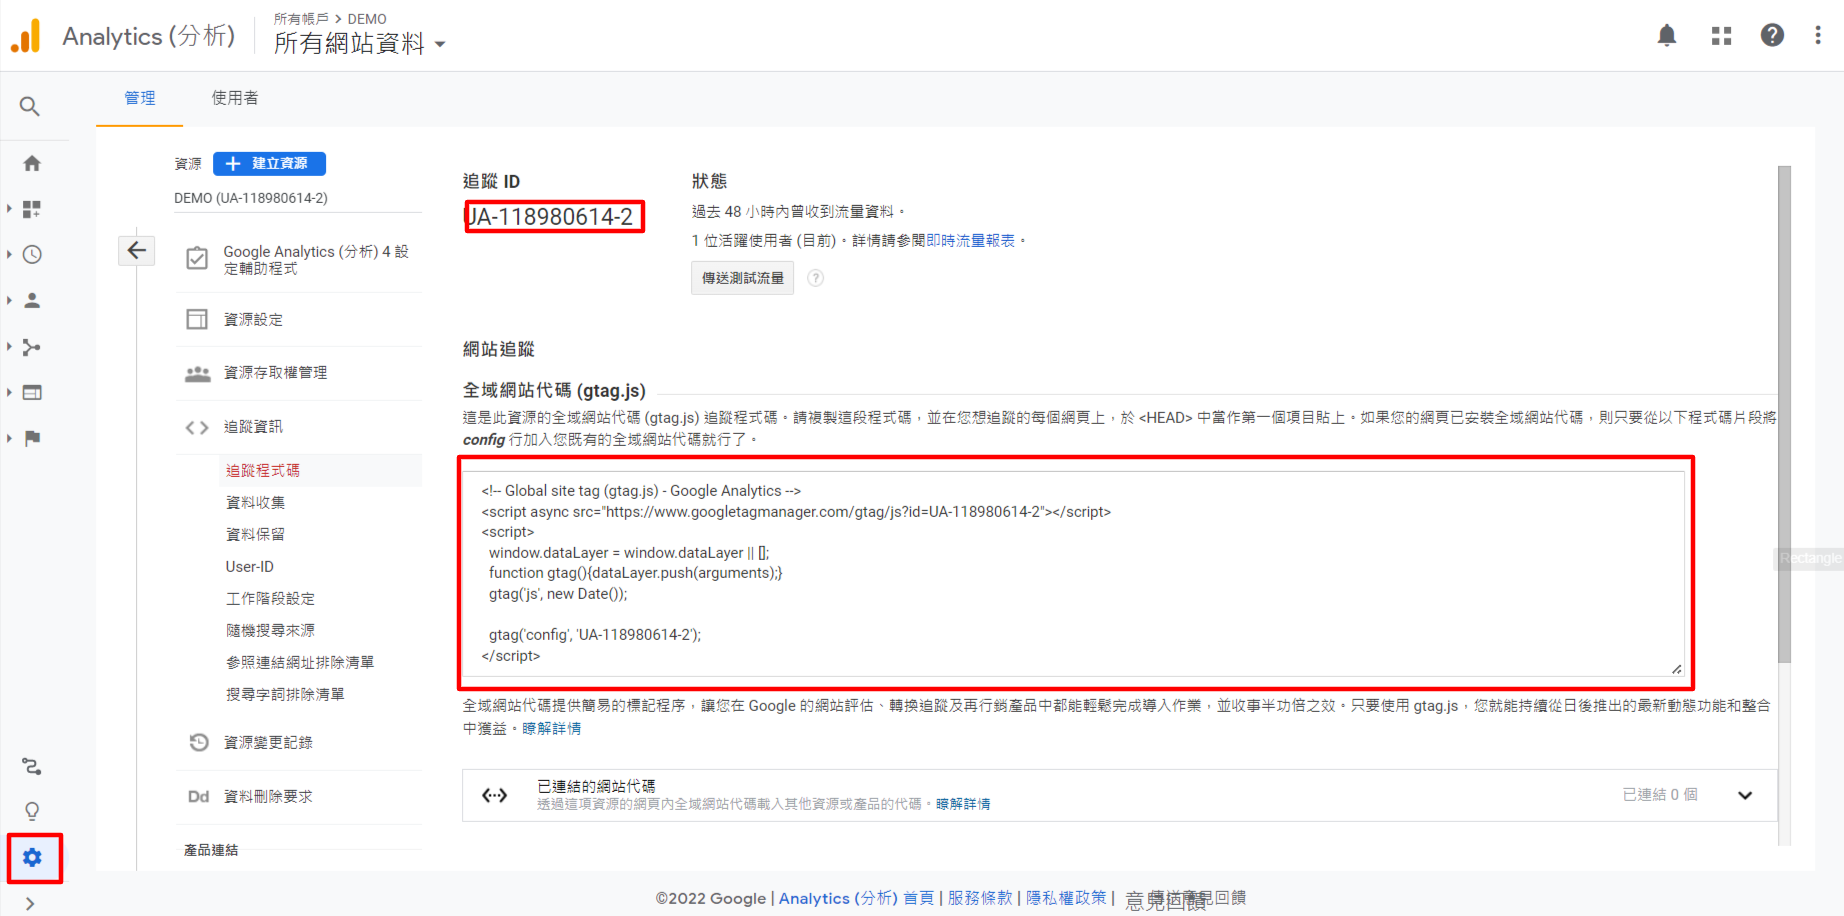 Analytics (分析)
所有帳戶 > DEMO
所有網站資料
管理
使用者
資源
建立資源
DEMO (UA-118980614-2)
Google Analytics (分析) 4 設
定輔助程式
資源設定
資源存取權管理
追蹤資訊
追蹤程式碼
資料收集
資料保留
User-ID
工作階段設定
隨機搜尋來源
參照連結網址排除清單
搜尋字詞排除清單
資源變更記錄
Dd 資料刪除要求
產品連結
追蹤 ID
UA-118980614-2
狀態
過去 48 小時內曾收到流量資料。
1 位活躍使用者 (目前)。詳情請參閱即時流量報表。
傳送測試流量
?
網站追蹤
全域網站代碼 (gtag.js)
這是此資源的全域網站代碼 (gtag.js) 追蹤程式碼。請複製這段程式碼，並在您想追蹤的每個網頁上，於 <HEAD> 中當作第一個項目貼上。如果您的網頁已安裝全域網站代碼，則只要從以下程式碼片段將
config 行加入您既有的全域網站代碼就行了。
<!-- Global site tag (gtag.js) - Google Analytics -->
<script async src="https://www.googletagmanager.com/gtag/js?id=UA-118980614-2"></script>
<script>
window.dataLayer = window.dataLayer || [];
function gtag(){dataLayer.push(arguments);}
gtag('js', new Date());
gtag('config', 'UA-118980614-2');
</script>
Rectangle
全域網站代碼提供簡易的標記程序，讓您在 Google 的網站評估、轉換追蹤及再行銷產品中都能輕鬆完成導入作業，並收事半功倍之效。只要使用 gtag.js，您就能持續從日後推出的最新動態功能和整合
中獲益。瞭解詳情
已連結的網站代碼
透過這項資源的網頁內全域網站代碼載入其他資源或產品的代碼。瞭解詳情
已連結 0 個
©2022 Google | Analytics (分析) 首頁 | 服務條款 | 隱私權政策 | 傳送意見回饋
意見回饋